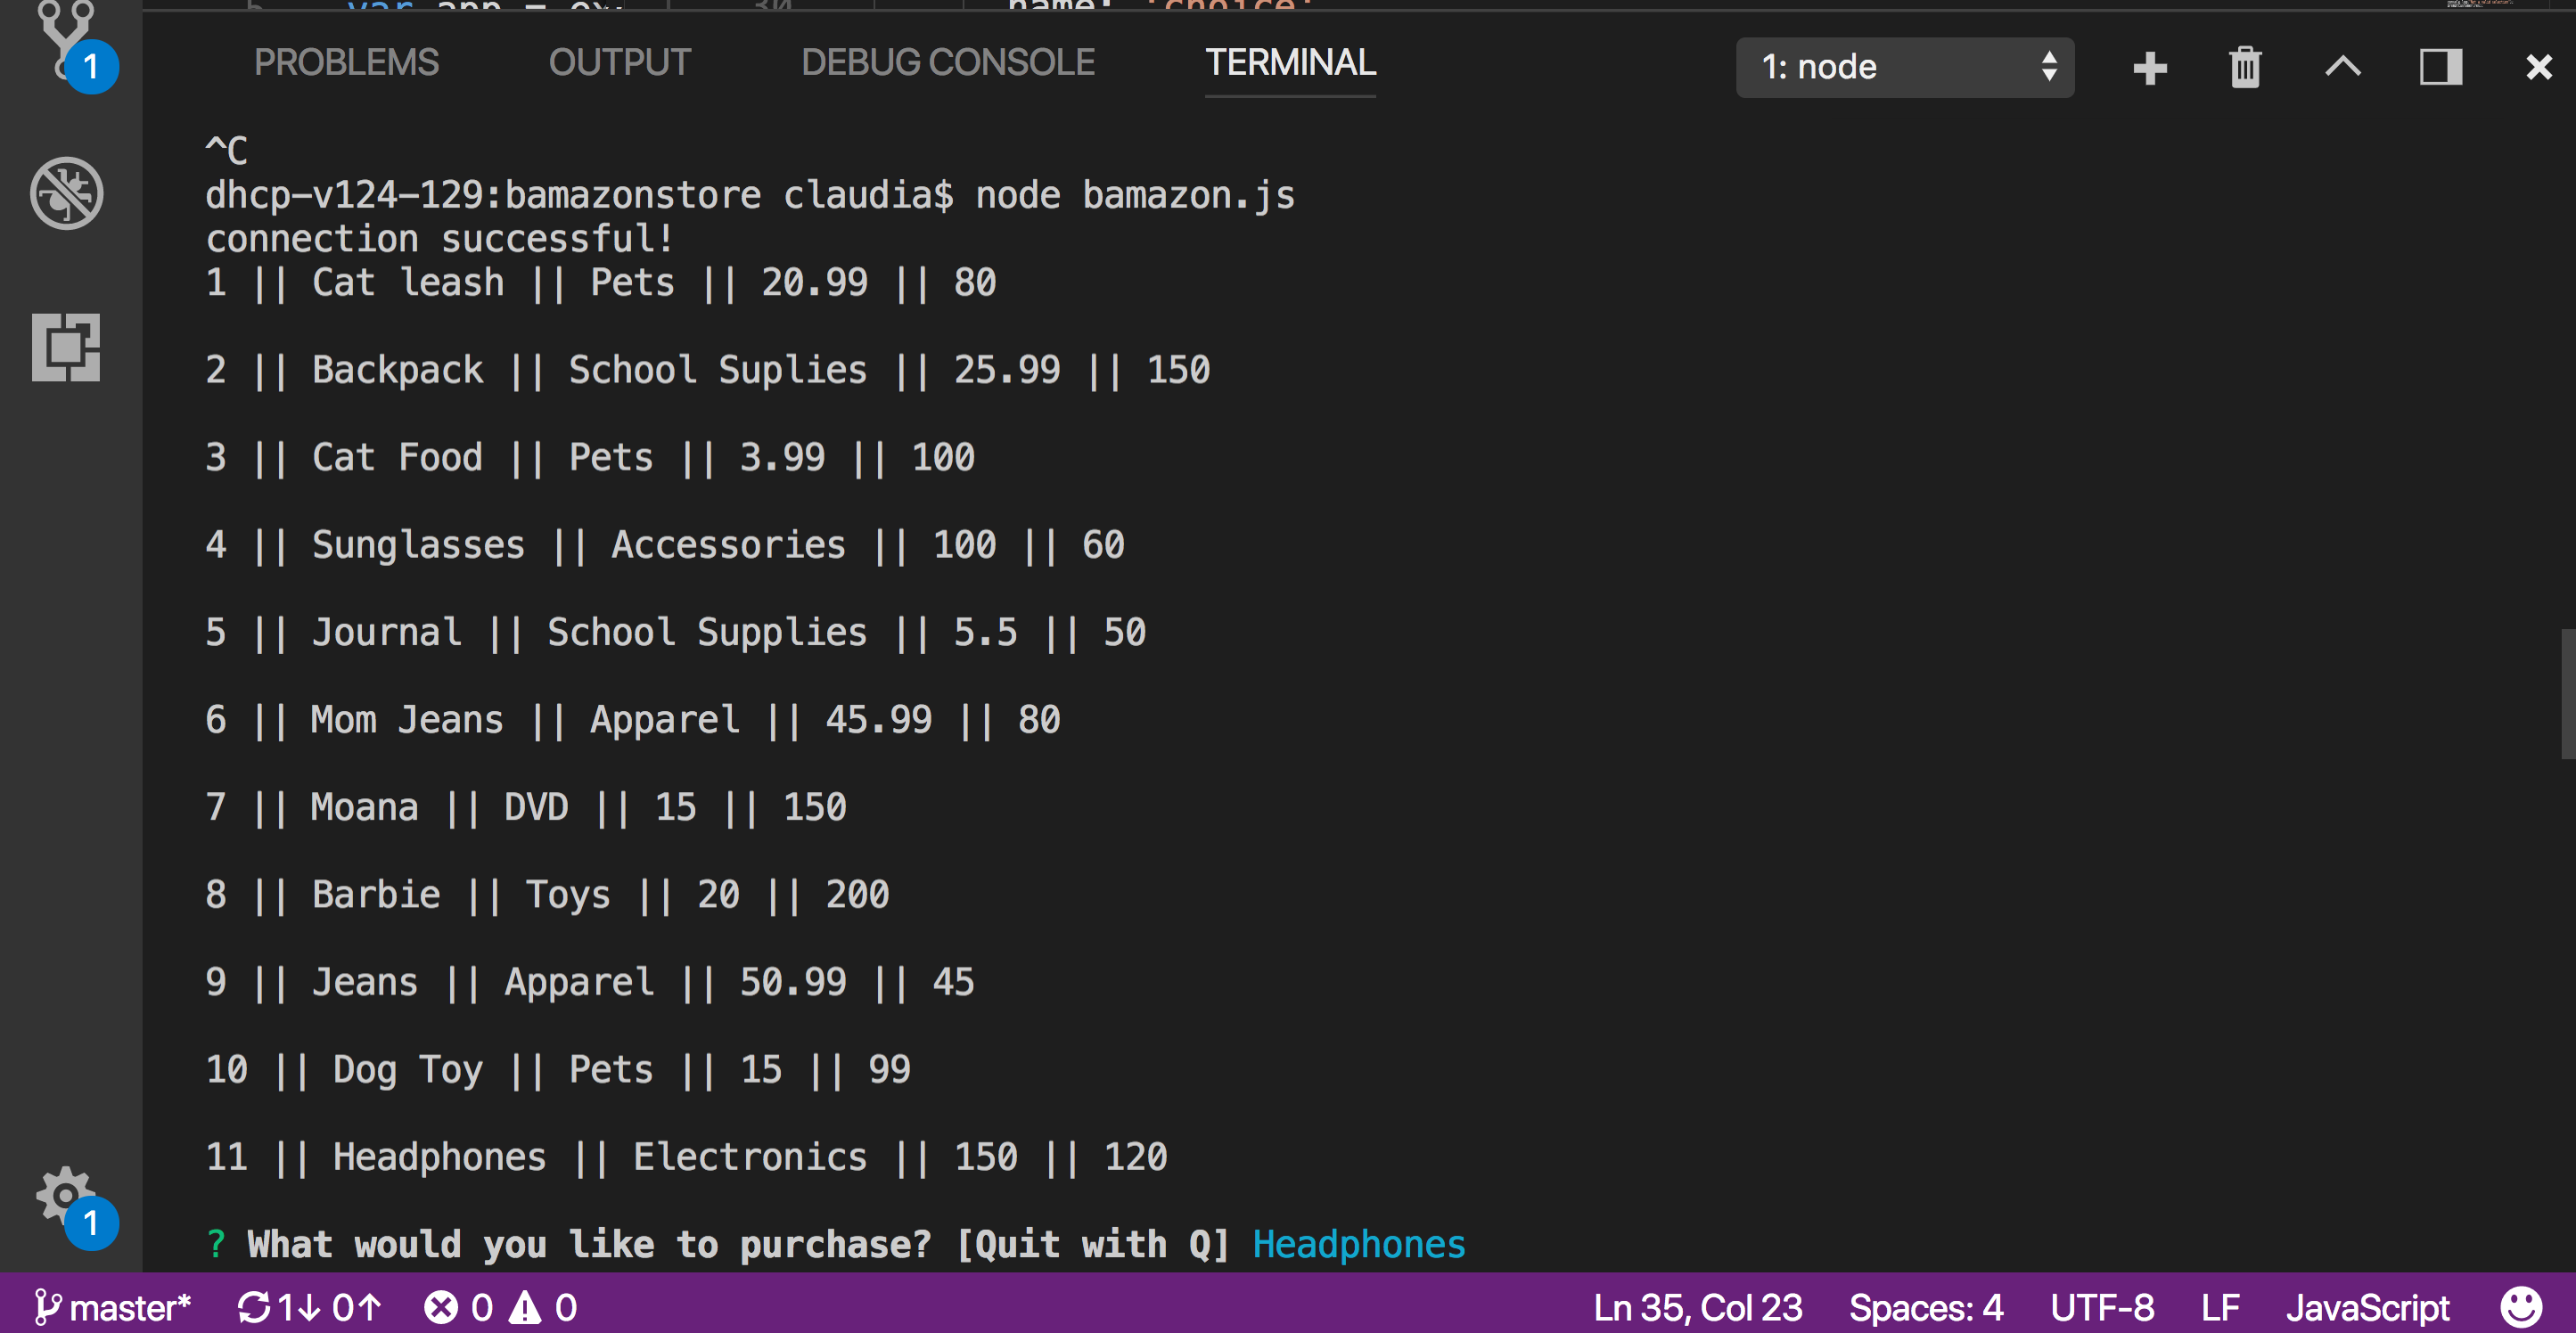 name: 'choice'
PROBLEMS OUTPUT DEBUG CONSOLE TERMINAL 1: node
1
^C
dhcp-v124-129:bamazonstore claudia$ node bamazon.js
connection successful!
1 || Cat leash || Pets || 20.99 || 80
2 || Backpack || School Suplies || 25.99 || 150
3 || Cat Food || Pets || 3.99 || 100
4 || Sunglasses || Accessories || 100 || 60
5 || Journal || School Supplies || 5.5 || 50
6 || Mom Jeans || Apparel || 45.99 || 80
7 || Moana || DVD || 15 || 150
8 || Barbie || Toys || 20 || 200
9 || Jeans || Apparel || 50.99 || 45
10 || Dog Toy || Pets || 15 || 99
11 || Headphones || Electronics || 150 || 120
1
? What would you like to purchase? [Quit with Q] Headphones
master* 1↓ 0↑ 0 0 Ln 35, Col 23 Spaces: 4 UTF-8 LF JavaScript